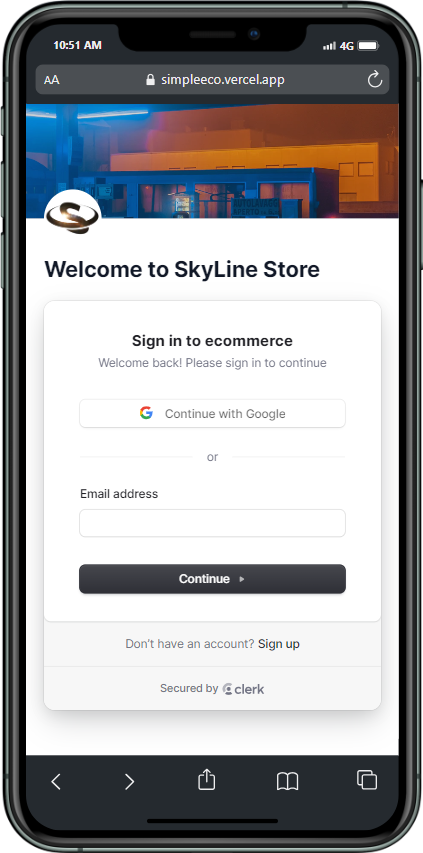 10:51 AM
4G
AA
simpleeco.vercel.app
S
Welcome to SkyLine Store
Sign in to ecommerce
Welcome back! Please sign in to continue
Continue with Google
or
Email address
Continue
Don't have an account? Sign up
Secured by clerk